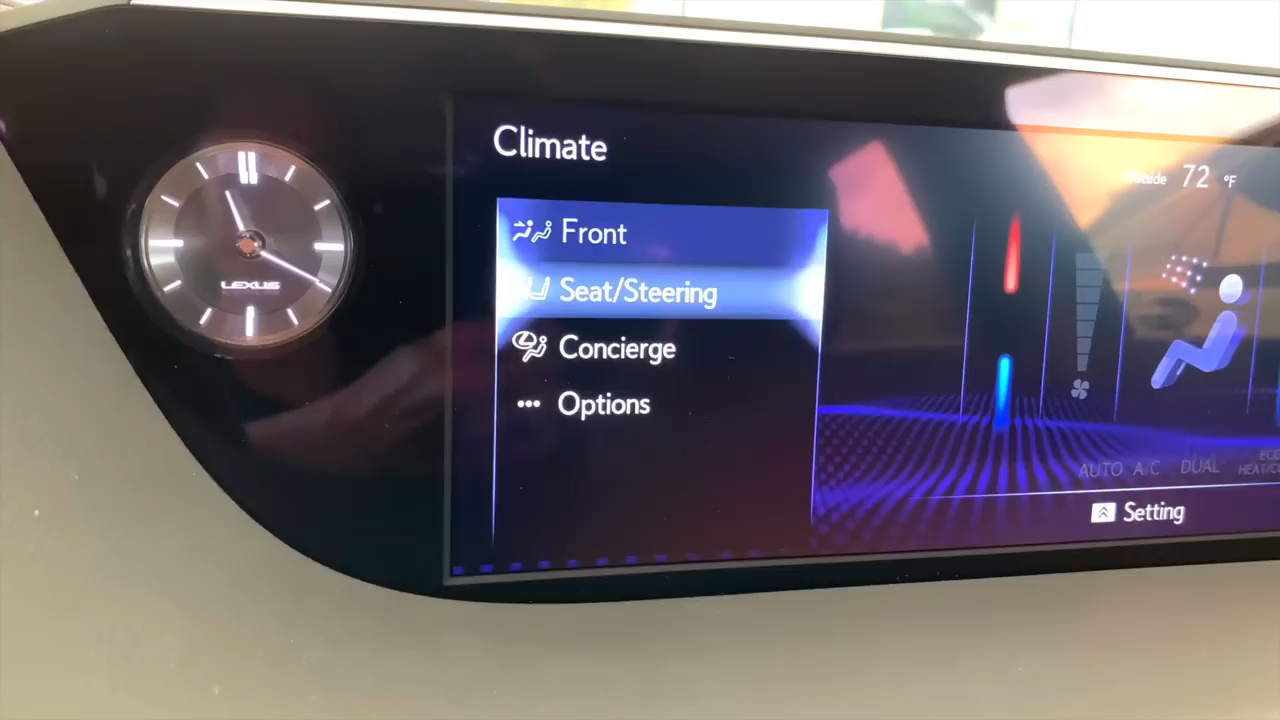 Climate
Outside 72 °F
Front
Seat/Steering
LEXUS
Concierge
Options
AUTO A/C DUAL
Setting